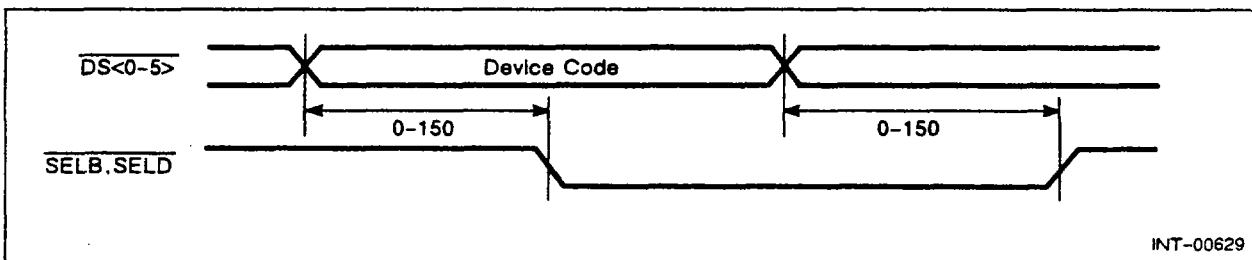 DS<0-5>
Device Code
0-150
0-150
SELB,SELD
INT-00629